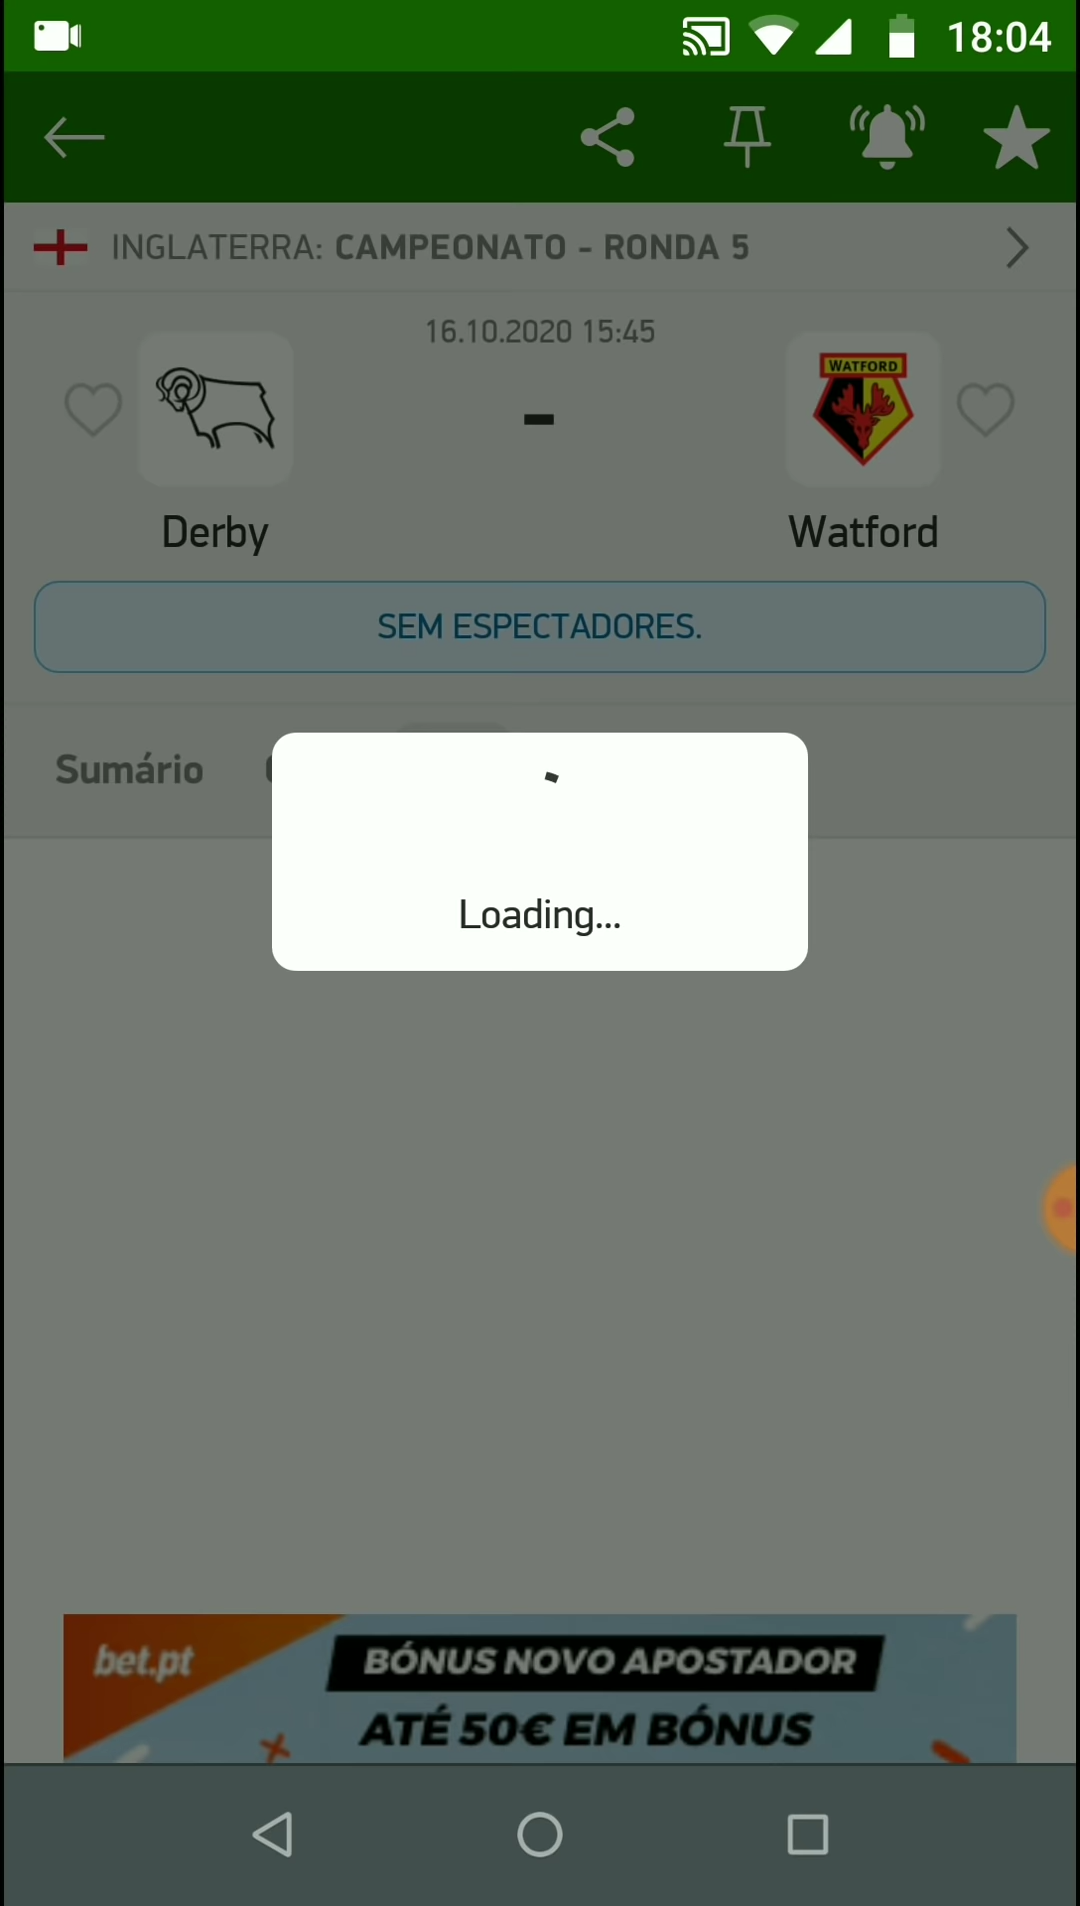 18:04
INGLATERRA: CAMPEONATO - RONDA 5
16.10.2020 15:45
WATFORD
-
Derby
Watford
SEM ESPECTADORES.
Sumário
Loading...
bet.pt
BÓNUS NOVO APOSTADOR
ATÉ 50€ EM BÓNUS